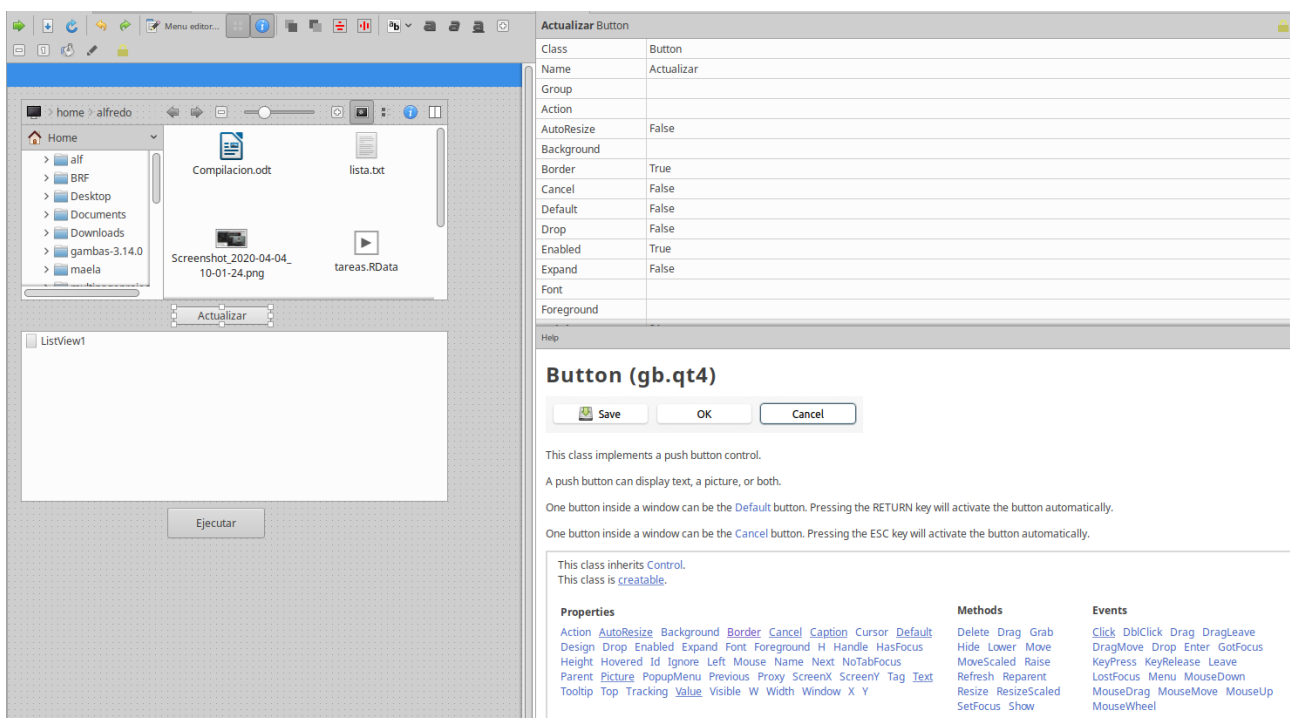 Menu editor...
home alfredo
Home
alf
BRF
Desktop
Documents
Downloads
gambas-3.14.0
maela
Compilacion.odt
lista.txt
Screenshot_2020-04-04_
10-01-24.png
tareas.RData
Actualizar
ListView1
Ejecutar
Actualizar Button
Class Button
Name Actualizar
Group
Action
AutoResize False
Background
Border True
Cancel False
Default False
Drop False
Enabled True
Expand False
Font
Foreground
Help
Button (gb.qt4)
Save OK Cancel
This class implements a push button control.
A push button can display text, a picture, or both.
One button inside a window can be the Default button. Pressing the RETURN key will activate the button automatically.
One button inside a window can be the Cancel button. Pressing the ESC key will activate the button automatically.
This class inherits Control.
This class is creatable.
Properties
Action AutoResize Background Border Cancel Caption Cursor Default
Design Drop Enabled Expand Font Foreground H Handle HasFocus
Height Hovered Id Ignore Left Mouse Name Next NoTabFocus
Parent Picture PopupMenu Previous Proxy ScreenX ScreenY Tag Text
Tooltip Top Tracking Value Visible W Width Window X Y
Methods
Delete Drag Grab
Hide Lower Move
MoveScaled Raise
Refresh Reparent
Resize ResizeScaled
SetFocus Show
Events
Click DblClick Drag DragLeave
DragMove Drop Enter GotFocus
KeyPress KeyRelease Leave
LostFocus Menu MouseDown
MouseDrag MouseMove MouseUp
MouseWheel